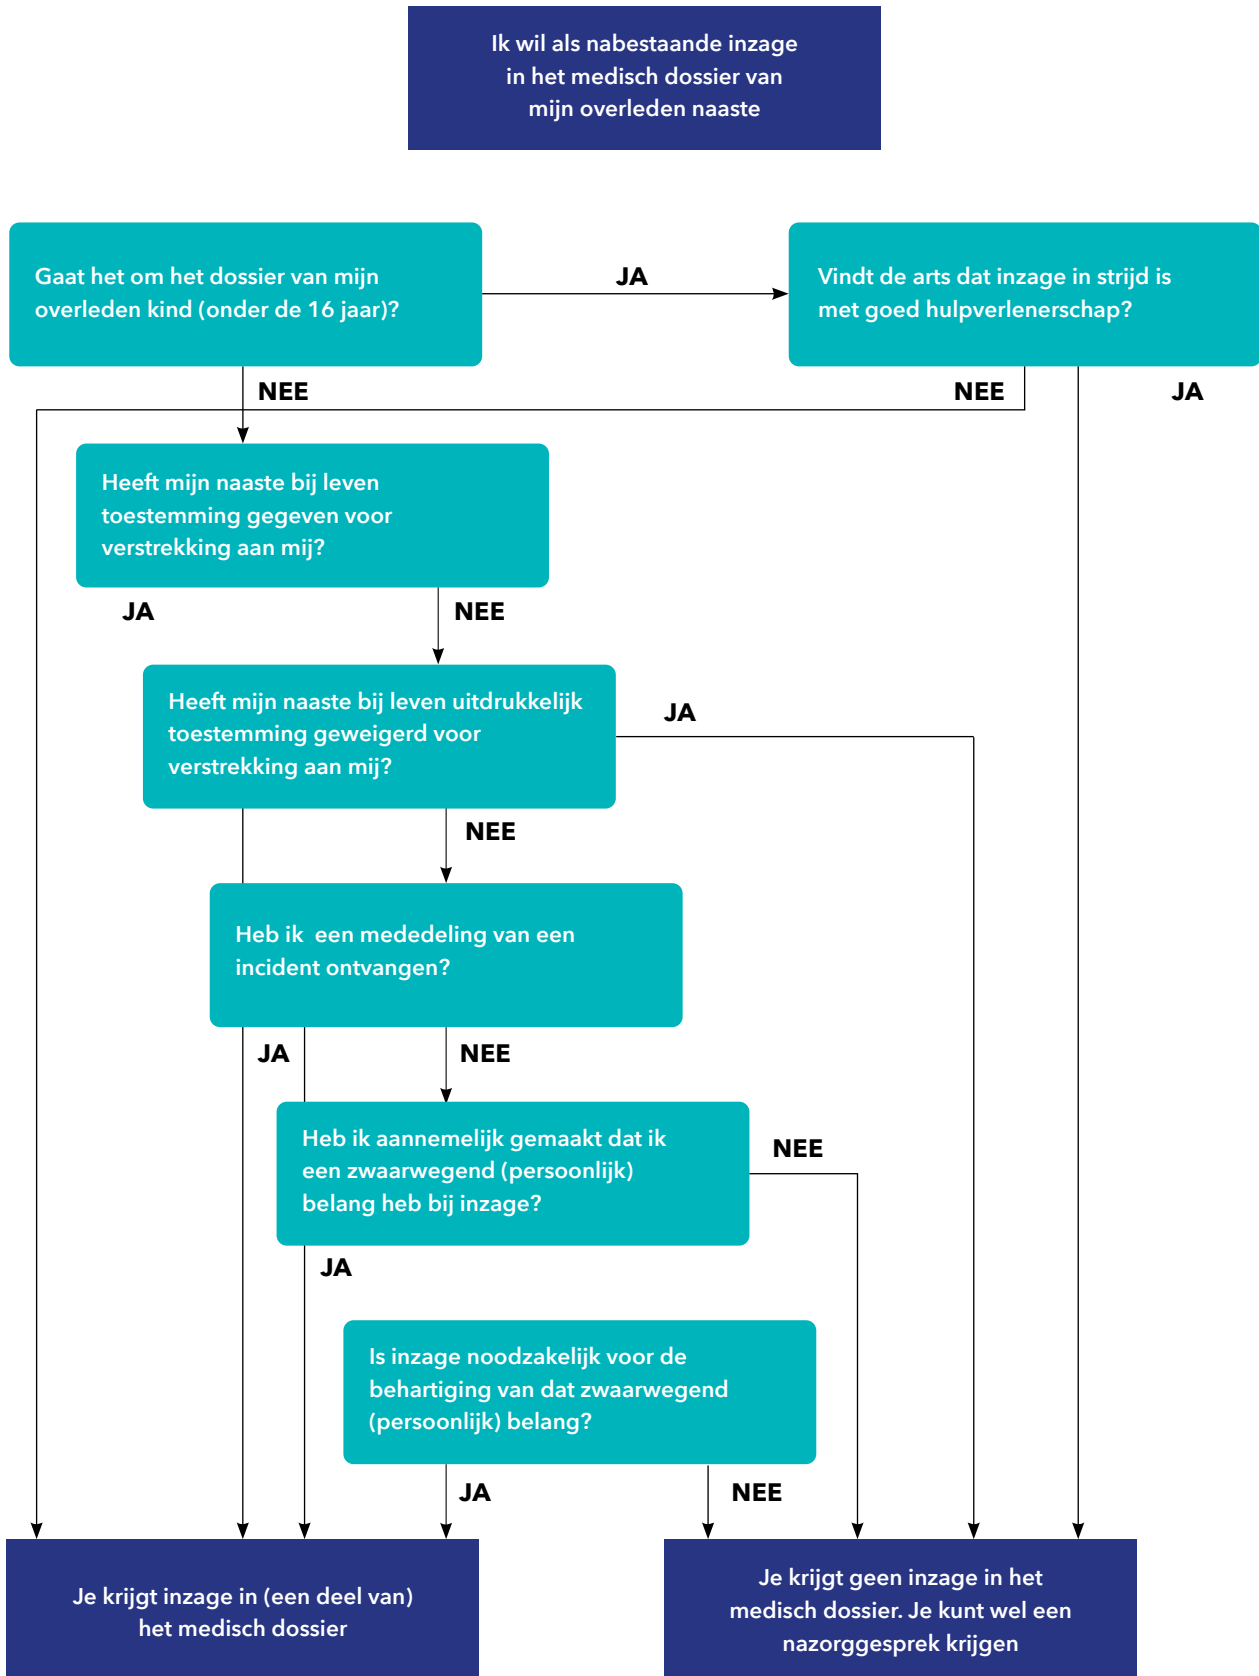 Ik wil als nabestaande inzage
in het medisch dossier van
mijn overleden naaste
Gaat het om het dossier van mijn
overleden kind (onder de 16 jaar)?
JA
Vindt de arts dat inzage in strijd is
met goed hulpverlenerschap?
NEE
NEE
JA
Heeft mijn naaste bij leven
toestemming gegeven voor
verstrekking aan mij?
JA
NEE
Heeft mijn naaste bij leven uitdrukkelijk
toestemming geweigerd voor
verstrekking aan mij?
JA
NEE
Heb ik een mededeling van een
incident ontvangen?
JA
NEE
Heb ik aannemelijk gemaakt dat ik
een zwaarwegend (persoonlijk)
belang heb bij inzage?
NEE
JA
Is inzage noodzakelijk voor de
behartiging van dat zwaarwegend
(persoonlijk) belang?
JA
NEE
Je krijgt inzage in (een deel van)
het medisch dossier
Je krijgt geen inzage in het
medisch dossier. Je kunt wel een
nazorggesprek krijgen